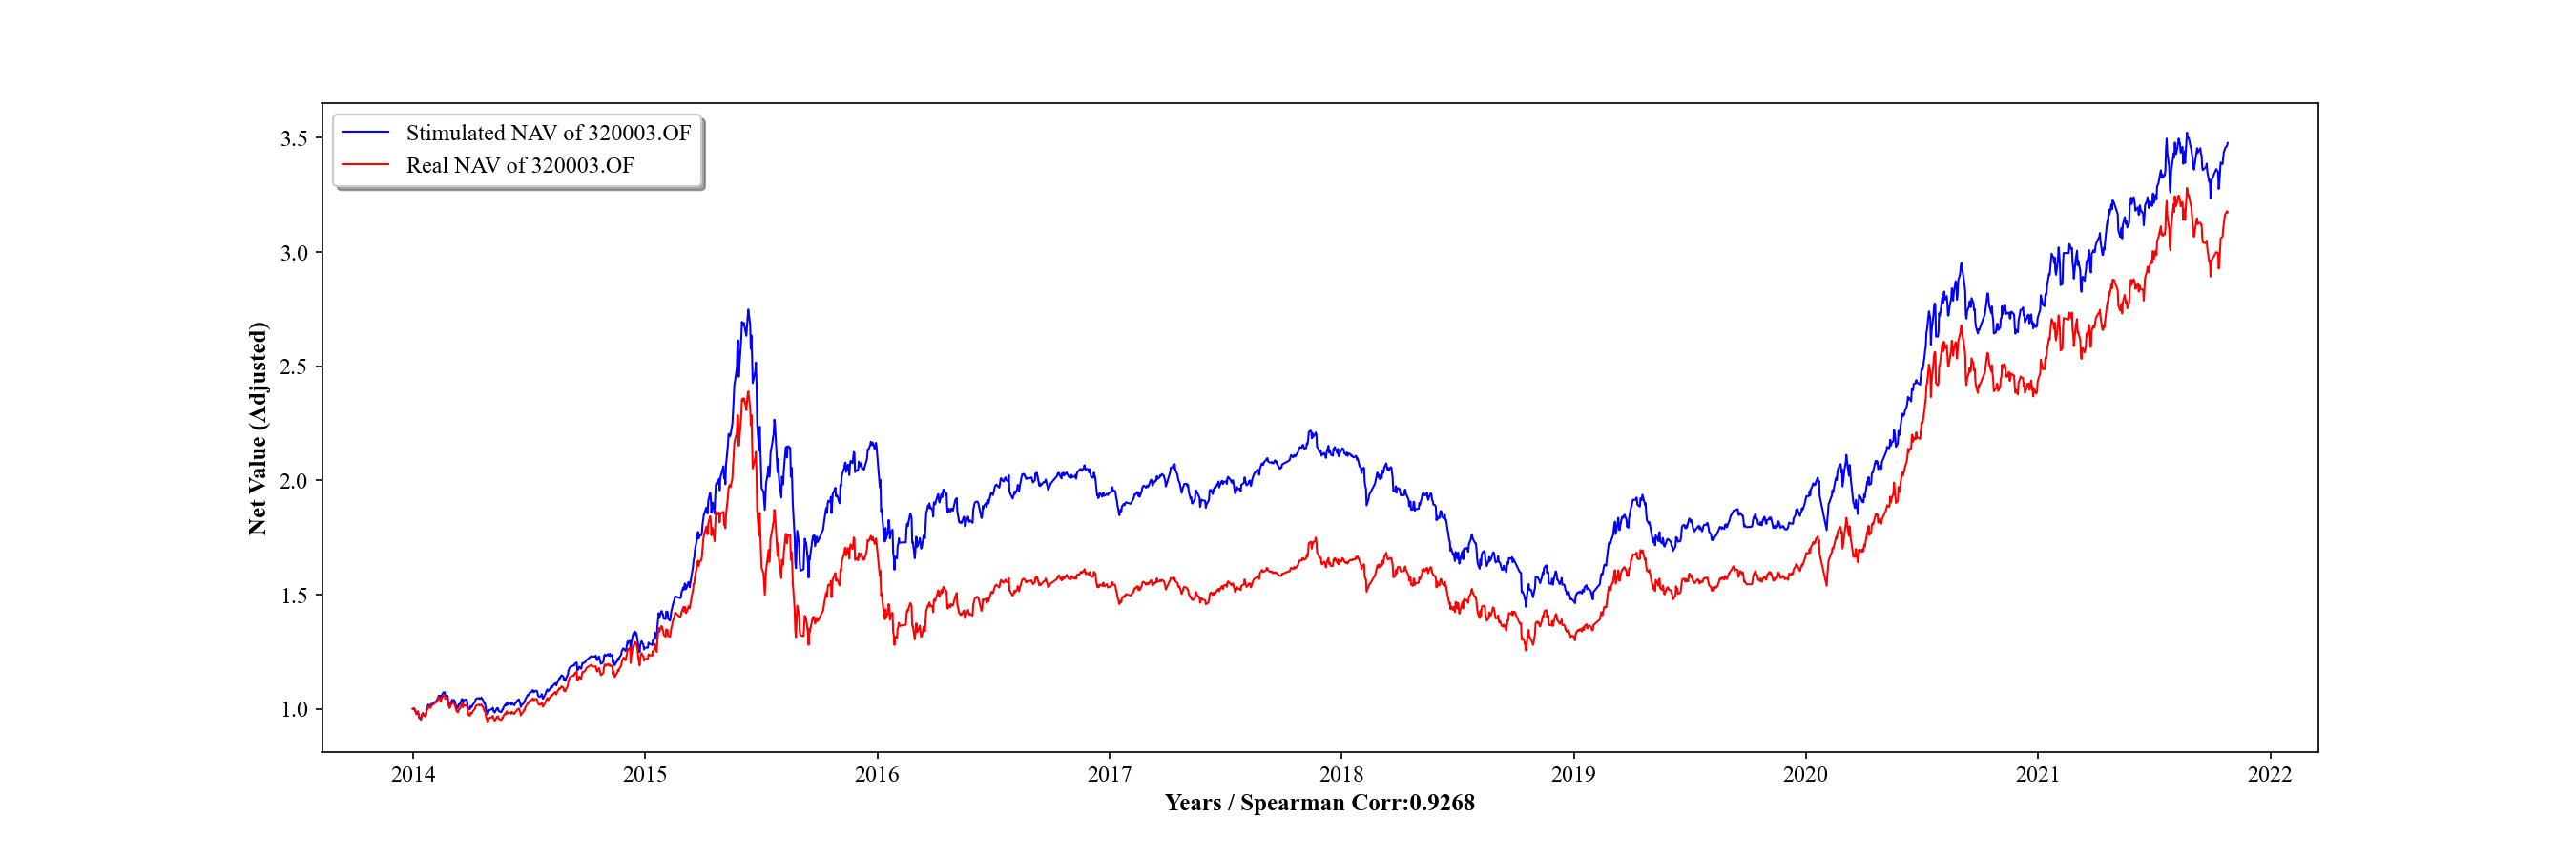 Stimulated NAV of 320003.OF
Real NAV of 320003.OF
3.5
3.0
2.5
2.0
1.5
1.0
Net Value (Adjusted)
2014 2015 2016 2017 2018 2019 2020 2021 2022
Years / Spearman Corr:0.9268